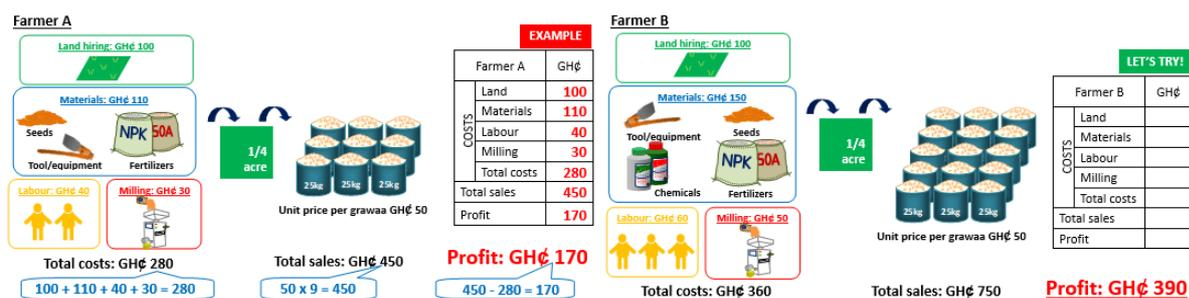 Farmer A
Land hiring: GH₵ 100
Materials: GH₵ 110
Seeds
Tool/equipment
NPK
50A
Fertilizers
Labour: GH₵ 40
Milling: GH₵ 30
Total costs: GH₵ 280
100 + 110 + 40 + 30 = 280
1/4
acre
25kg 25kg 25kg
Unit price per grawaa GH₵ 50
Total sales: GH₵ 450
50 x 9 = 450
EXAMPLE
Farmer A GH₵
COSTS
Land 100
Materials 110
Labour 40
Milling 30
Total costs 280
Total sales 450
Profit 170
Profit: GH₵ 170
450 - 280 = 170
Farmer B
Land hiring: GH₵ 100
Materials: GH₵ 150
Tool/equipment
Seeds
Chemicals
NPK
50A
Fertilizers
Labour: GH₵ 60
Milling: GH₵ 50
Total costs: GH₵ 360
1/4
acre
25kg 25kg 25kg
Unit price per grawaa GH₵ 50
Total sales: GH₵ 750
LET'S TRY!
Farmer B GH₵
COSTS
Land
Materials
Labour
Milling
Total costs
Total sales
Profit
Profit: GH₵ 390